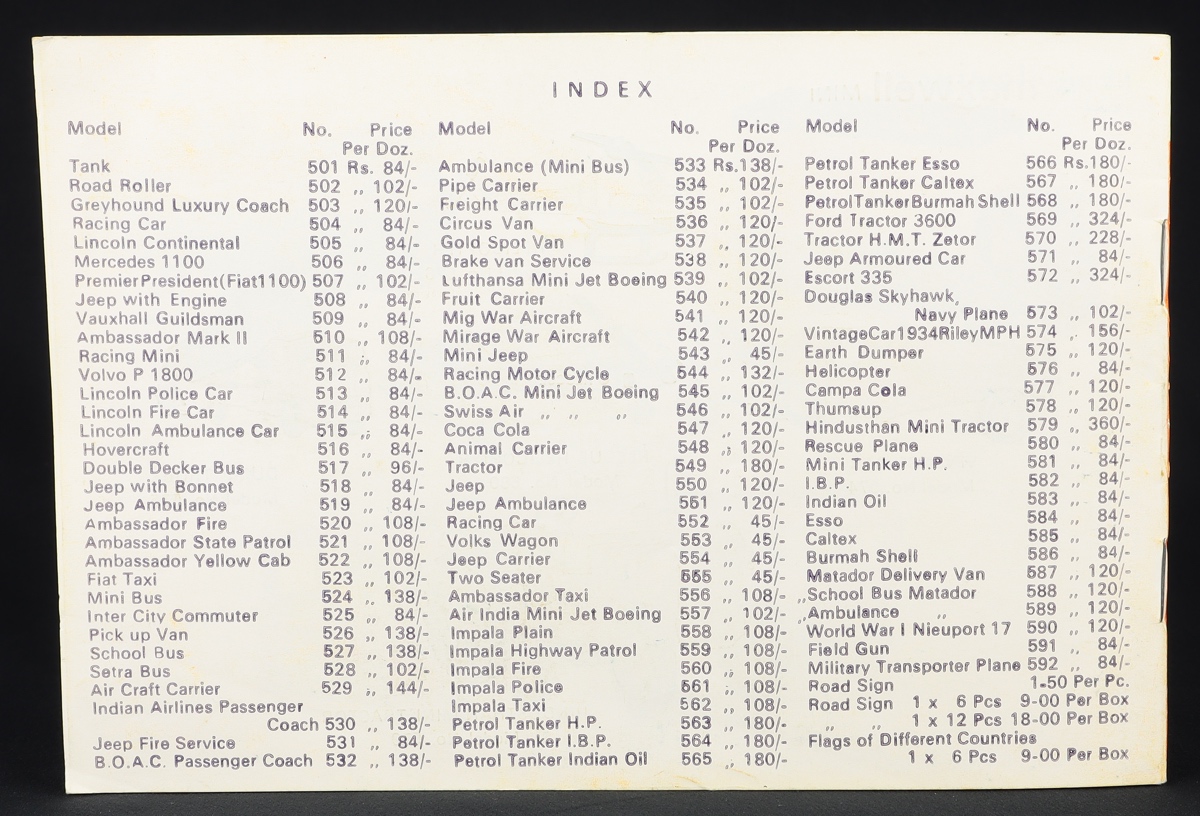 INDEX
Model No. Price
Per Doz.
Tank 501 Rs. 84/-
Road Roller 502 ,, 102/-
Greyhound Luxury Coach 503 ,, 120/-
Racing Car 504 ,, 84/-
Lincoln Continental 505 ,, 84/-
Mercedes 1100 506 ,, 84/-
PremierPresident(Fiat1100) 507 ,, 102/-
Jeep with Engine 508 ,, 84/-
Vauxhall Guildsman 509 ,, 84/-
Ambassador Mark II 510 ,, 108/-
Racing Mini 511 ,, 84/-
Volvo P 1800 512 ,, 84/-
Lincoln Police Car 513 ,, 84/-
Lincoln Fire Car 514 ,, 84/-
Lincoln Ambulance Car 515 ,, 84/-
Hovercraft 516 ,, 84/-
Double Decker Bus 517 ,, 96/-
Jeep with Bonnet 518 ,, 84/-
Jeep Ambulance 519 ,, 84/-
Ambassador Fire 520 ,, 108/-
Ambassador State Patrol 521 ,, 108/-
Ambassador Yellow Cab 522 ,, 108/-
Fiat Taxi 523 ,, 102/-
Mini Bus 524 ,, 138/-
Inter City Commuter 525 ,, 84/-
Pick up Van 526 ,, 138/-
School Bus 527 ,, 138/-
Setra Bus 528 ,, 102/-
Air Craft Carrier 529 ,, 144/-
Indian Airlines Passenger
Coach 530 ,, 138/-
Jeep Fire Service 531 ,, 84/-
B.O.A.C. Passenger Coach 532 ,, 138/-
Model No. Price
Per Doz.
Ambulance (Mini Bus) 533 Rs.138/-
Pipe Carrier 534 ,, 102/-
Freight Carrier 535 ,, 102/-
Circus Van 536 ,, 120/-
Gold Spot Van 537 ,, 120/-
Brake van Service 538 ,, 120/-
Lufthansa Mini Jet Boeing 539 ,, 102/-
Fruit Carrier 540 ,, 120/-
Mig War Aircraft 541 ,, 120/-
Mirage War Aircraft 542 ,, 120/-
Mini Jeep 543 ,, 45/-
Racing Motor Cycle 544 ,, 132/-
B.O.A.C. Mini Jet Boeing 545 ,, 102/-
Swiss Air ,, ,, ,, 546 ,, 102/-
Coca Cola 547 ,, 120/-
Animal Carrier 548 ,, 120/-
Tractor 549 ,, 180/-
Jeep 550 ,, 120/-
Jeep Ambulance 551 ,, 120/-
Racing Car 552 ,, 45/-
Volks Wagon 553 ,, 45/-
Jeep Carrier 554 ,, 45/-
Two Seater 555 ,, 45/-
Ambassador Taxi 556 ,, 108/-
Air India Mini Jet Boeing 557 ,, 102/-
Impala Plain 558 ,, 108/-
Impala Highway Patrol 559 ,, 108/-
Impala Fire 560 ,, 108/-
Impala Police 561 ,, 108/-
Impala Taxi 562 ,, 108/-
Petrol Tanker H.P. 563 ,, 180/-
Petrol Tanker I.B.P. 564 ,, 180/-
Petrol Tanker Indian Oil 565 ,, 180/-
Model No. Price
Per Doz.
Petrol Tanker Esso 566 Rs.180/-
Petrol Tanker Caltex 567 ,, 180/-
PetrolTankerBurmah Shell 568 ,, 180/-
Ford Tractor 3600 569 ,, 324/-
Tractor H.M.T. Zetor 570 ,, 228/-
Jeep Armoured Car 571 ,, 84/-
Escort 335 572 ,, 324/-
Douglas Skyhawk,
Navy Plane 573 ,, 102/-
VintageCar1934RileyMPH 574 ,, 156/-
Earth Dumper 575 ,, 120/-
Helicopter 576 ,, 84/-
Campa Cola 577 ,, 120/-
Thumsup 578 ,, 120/-
Hindusthan Mini Tractor 579 ,, 360/-
Rescue Plane 580 ,, 84/-
Mini Tanker H.P. 581 ,, 84/-
I.B.P. 582 ,, 84/-
Indian Oil 583 ,, 84/-
Esso 584 ,, 84/-
Caltex 585 ,, 84/-
Burmah Shell 586 ,, 84/-
Matador Delivery Van 587 ,, 120/-
,,School Bus Matador 588 ,, 120/-
,,Ambulance ,, 589 ,, 120/-
World War I Nieuport 17 590 ,, 120/-
Field Gun 591 ,, 84/-
Military Transporter Plane 592 ,, 84/-
Road Sign 1-50 Per Pc.
Road Sign 1 x 6 Pcs 9-00 Per Box
,, ,, 1 x 12 Pcs 18-00 Per Box
Flags of Different Countries
1 x 6 Pcs 9-00 Per Box